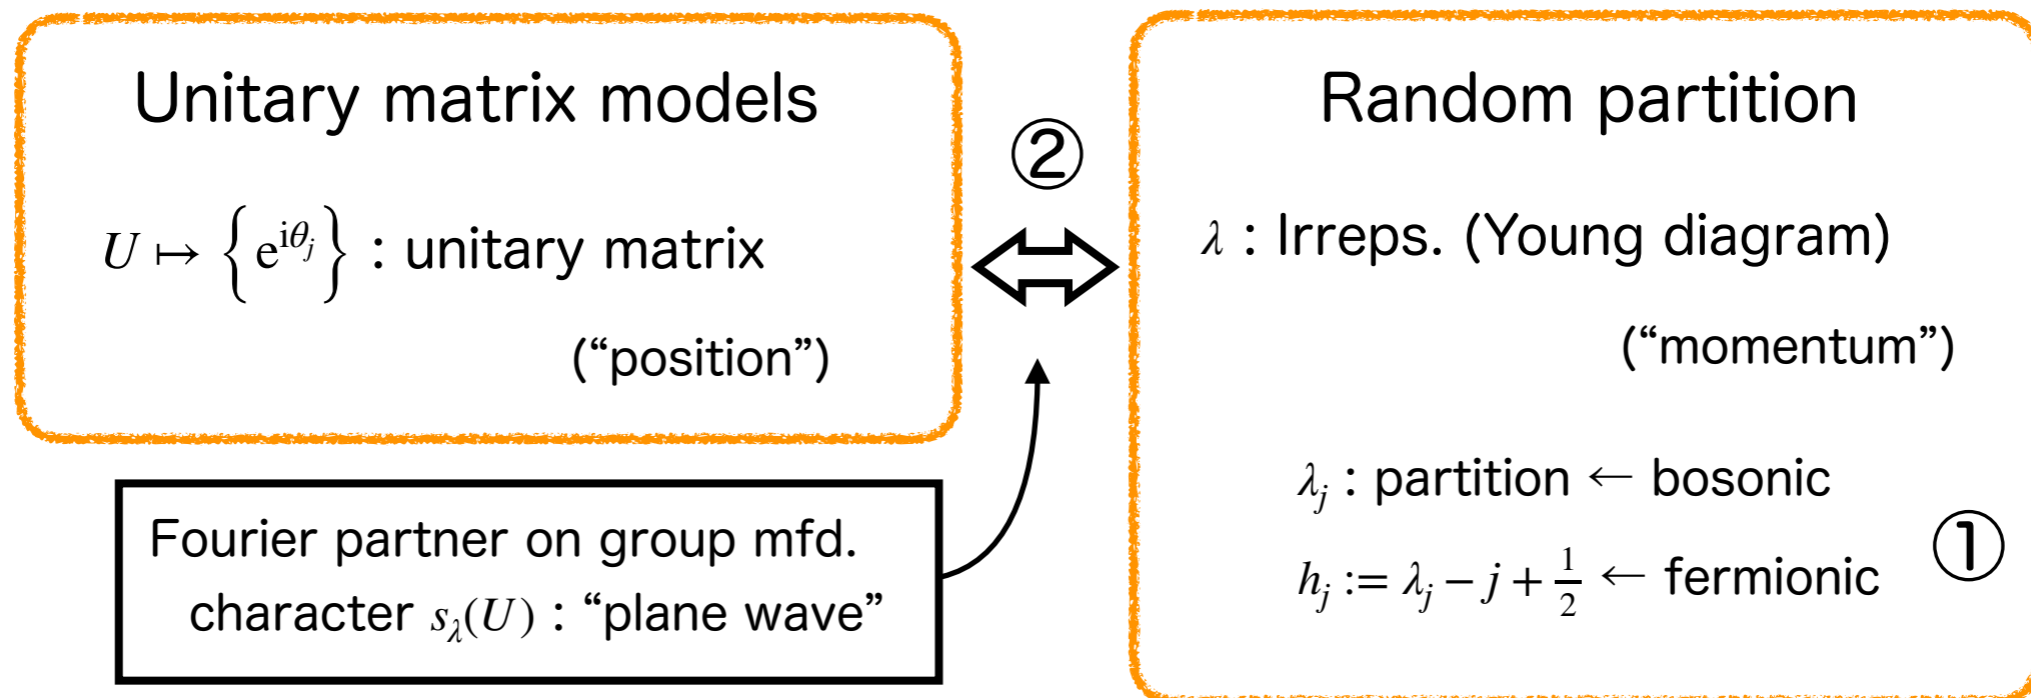 Unitary matrix models
U ↦ {e^{iθ_j}} : unitary matrix
(“position”)
②
Random partition
λ : Irreps. (Young diagram)
(“momentum”)
λ_j : partition ← bosonic
h_j := λ_j − j + 1/2 ← fermionic
①
Fourier partner on group mfd.
character s_λ(U) : “plane wave”